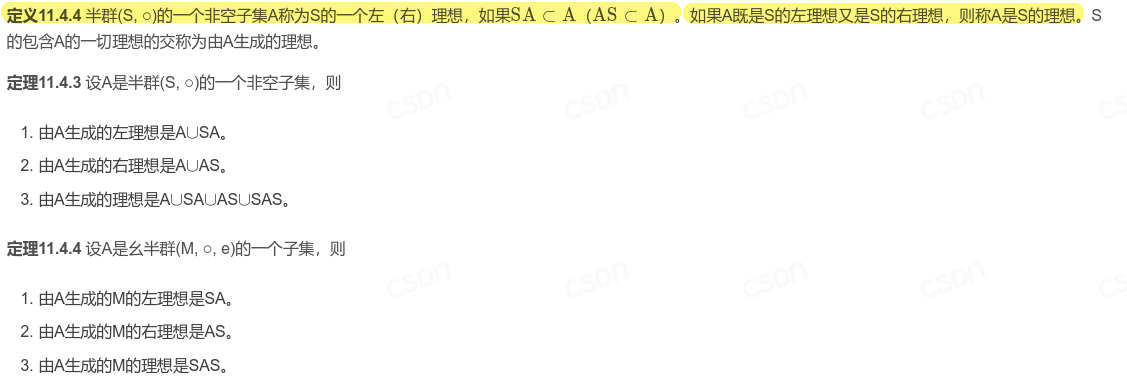 定义11.4.4 半群(S, ○)的一个非空子集A称为S的一个左（右）理想，如果SA ⊂ A（AS ⊂ A）。如果A既是S的左理想又是S的右理想，则称A是S的理想。S
的包含A的一切理想的交称为由A生成的理想。
定理11.4.3 设A是半群(S, ○)的一个非空子集，则
1. 由A生成的左理想是A∪SA。
2. 由A生成的右理想是A∪AS。
3. 由A生成的理想是A∪SA∪AS∪SAS。
定理11.4.4 设A是幺半群(M, ○, e)的一个子集，则
1. 由A生成的M的左理想是SA。
2. 由A生成的M的右理想是AS。
3. 由A生成的M的理想是SAS。
CSDN CSDN CSDN CSDN CS
CSDN CSDN CSDN CSDN CS